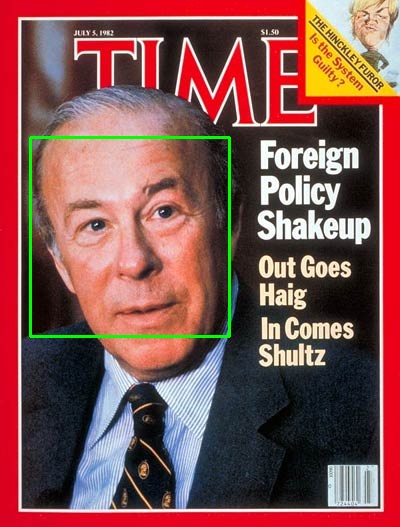 JULY 5, 1982
$1.50
TIME
THE HINCKLEY FUROR
Is the System
Guilty?
Foreign
Policy
Shakeup
Out Goes
Haig
In Comes
Shultz
724404